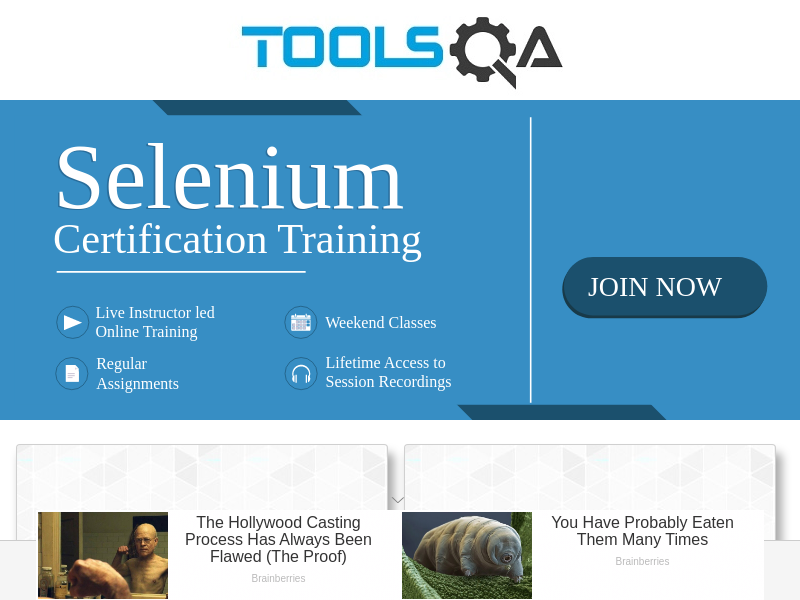 TOOLSQA
Selenium
Certification Training
Live Instructor led
Online Training
Weekend Classes
Regular
Assignments
Lifetime Access to
Session Recordings
JOIN NOW
The Hollywood Casting
Process Has Always Been
Flawed (The Proof)
Brainberries
You Have Probably Eaten
Them Many Times
Brainberries